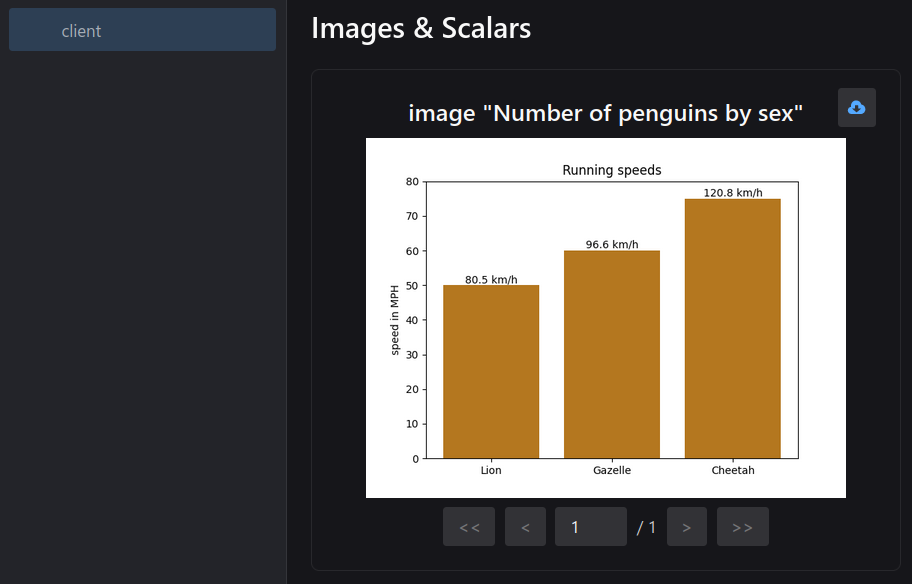 client
Images & Scalars
image "Number of penguins by sex"
Running speeds
speed in MPH
80
70
60
50
40
30
20
10
0
80.5 km/h
96.6 km/h
120.8 km/h
Lion Gazelle Cheetah
<< < 1 / 1 > >>